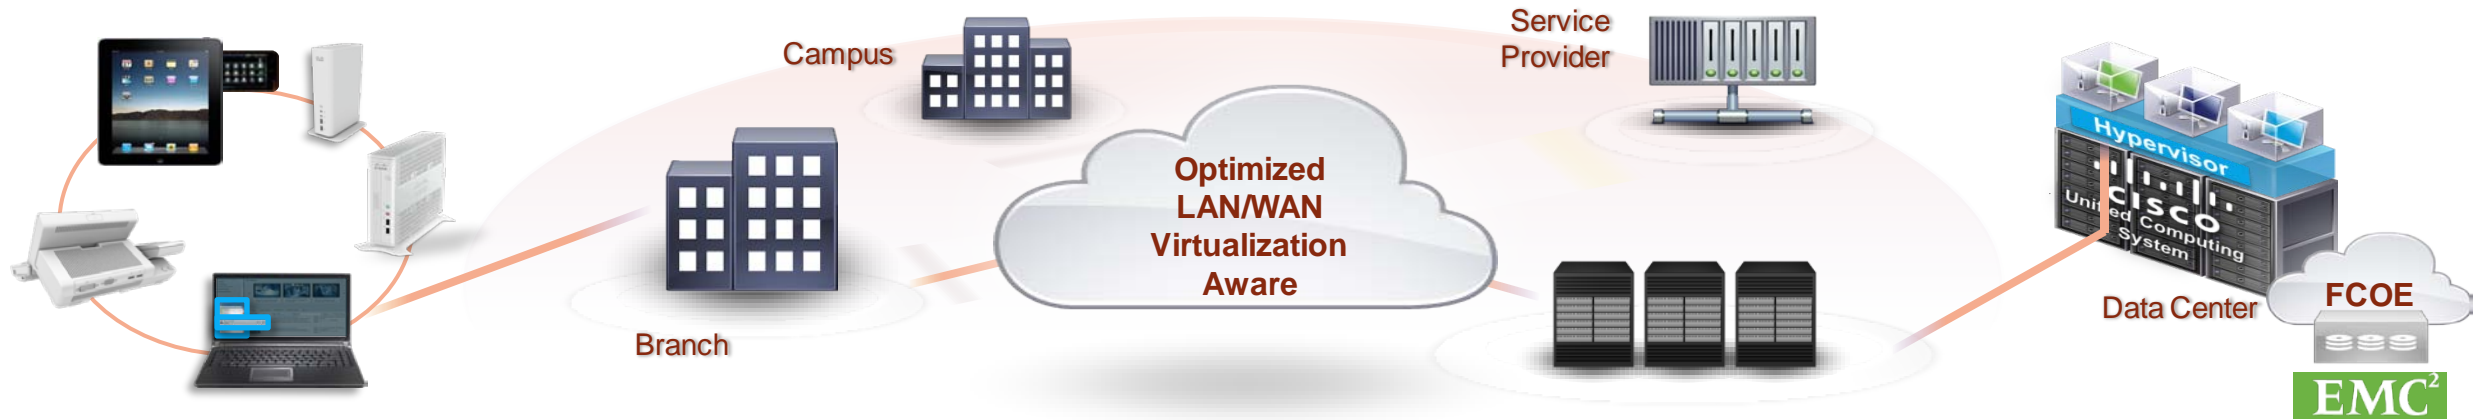 Campus
Service
Provider
Branch
Optimized
LAN/WAN
Virtualization
Aware
Hypervisor
CISCO
Unified Computing
System
Data Center
FCOE
EMC²